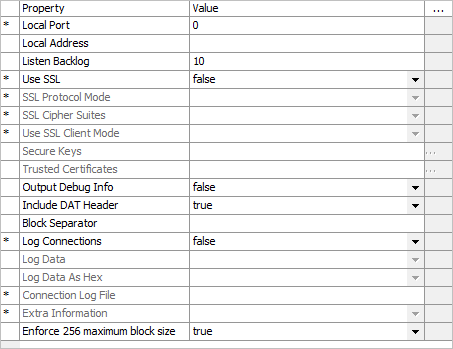 Property Value ...
* Local Port 0
Local Address
Listen Backlog 10
* Use SSL false
* SSL Protocol Mode
* SSL Cipher Suites
* Use SSL Client Mode
Secure Keys ...
Trusted Certificates ...
Output Debug Info false
Include DAT Header true
Block Separator
* Log Connections false
Log Data
Log Data As Hex
* Connection Log File
* Extra Information
Enforce 256 maximum block size true